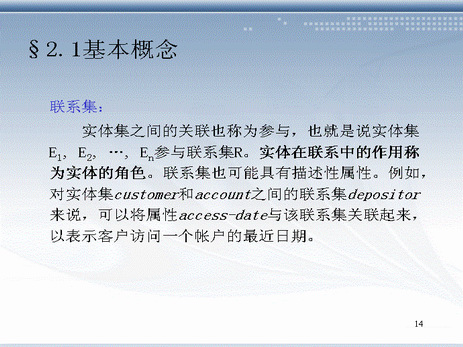 §2.1基本概念
联系集：
实体集之间的关联也称为参与，也就是说实体集
E1, E2, …, En参与联系集R。实体在联系中的作用称
为实体的角色。联系集也可能具有描述性属性。例如，
对实体集customer和account之间的联系集depositor
来说，可以将属性access-date与该联系集关联起来，
以表示客户访问一个帐户的最近日期。
14